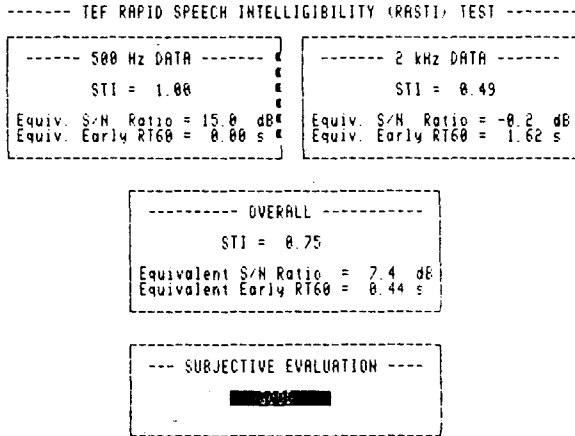 ------- TEF RAPID SPEECH INTELLIGIBILITY (RASTI) TEST -------
------ 500 Hz DATA -------
STI = 1.00
Equiv. S/N Ratio = 15.0 dB
Equiv. Early RT60 = 0.00 s
------- 2 kHz DATA -------
STI = 0.49
Equiv. S/N Ratio = -0.2 dB
Equiv. Early RT60 = 1.62 s
---------- OVERALL -----------
STI = 0.75
Equivalent S/N Ratio = 7.4 dB
Equivalent Early RT60 = 0.44 s
--- SUBJECTIVE EVALUATION ----